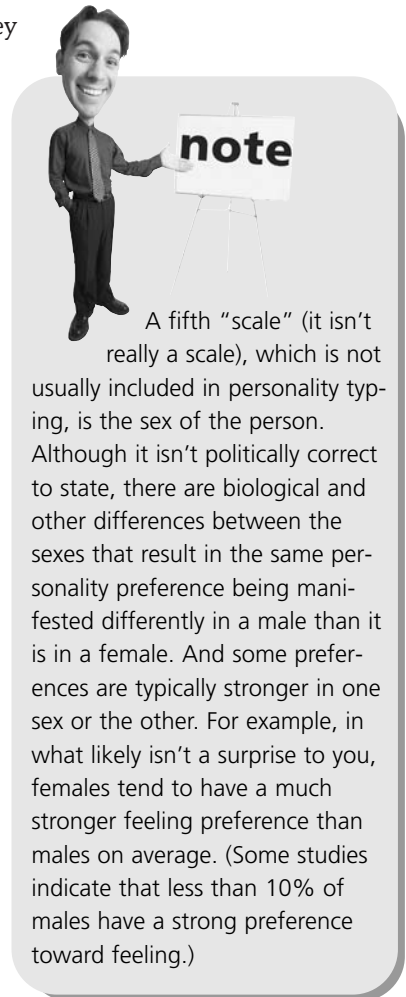 ey
note
A fifth “scale” (it isn’t
really a scale), which is not
usually included in personality typ-
ing, is the sex of the person.
Although it isn’t politically correct
to state, there are biological and
other differences between the
sexes that result in the same per-
sonality preference being mani-
fested differently in a male than it
is in a female. And some prefer-
ences are typically stronger in one
sex or the other. For example, in
what likely isn’t a surprise to you,
females tend to have a much
stronger feeling preference than
males on average. (Some studies
indicate that less than 10% of
males have a strong preference
toward feeling.)